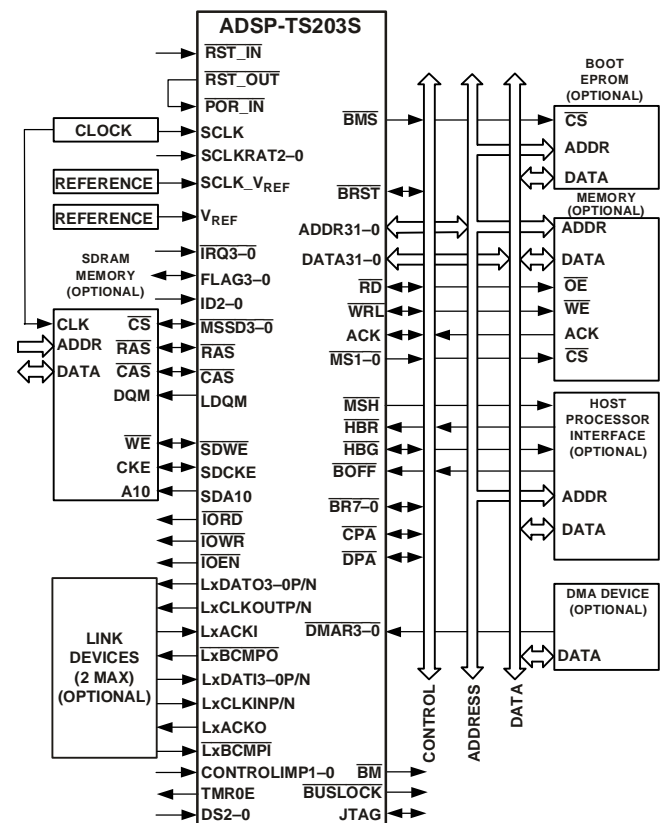 ADSP-TS203S
RST_IN
RST_OUT
POR_IN
CLOCK
SCLK
SCLKRAT2–0
REFERENCE
SCLK_VREF
REFERENCE
VREF
IRQ3–0
FLAG3–0
ID2–0
SDRAM
MEMORY
(OPTIONAL)
CLK
ADDR
DATA
CS
RAS
CAS
DQM
WE
CKE
A10
MSSD3–0
RAS
CAS
LDQM
SDWE
SDCKE
SDA10
IORD
IOWR
IOEN
LINK
DEVICES
(2 MAX)
(OPTIONAL)
LxDATO3–0P/N
LxCLKOUTP/N
LxACKI
LxBCMPO
LxDATI3–0P/N
LxCLKINP/N
LxACKO
LxBCMPI
CONTROLIMP1–0
TMR0E
DS2–0
BMS
BRST
ADDR31–0
DATA31–0
RD
WRL
ACK
MS1–0
MSH
HBR
HBG
BOFF
BR7–0
CPA
DPA
DMAR3–0
BM
BUSLOCK
JTAG
CONTROL
ADDRESS
DATA
BOOT
EPROM
(OPTIONAL)
CS
ADDR
DATA
MEMORY
(OPTIONAL)
ADDR
DATA
OE
WE
ACK
CS
HOST
PROCESSOR
INTERFACE
(OPTIONAL)
ADDR
DATA
DMA DEVICE
(OPTIONAL)
DATA